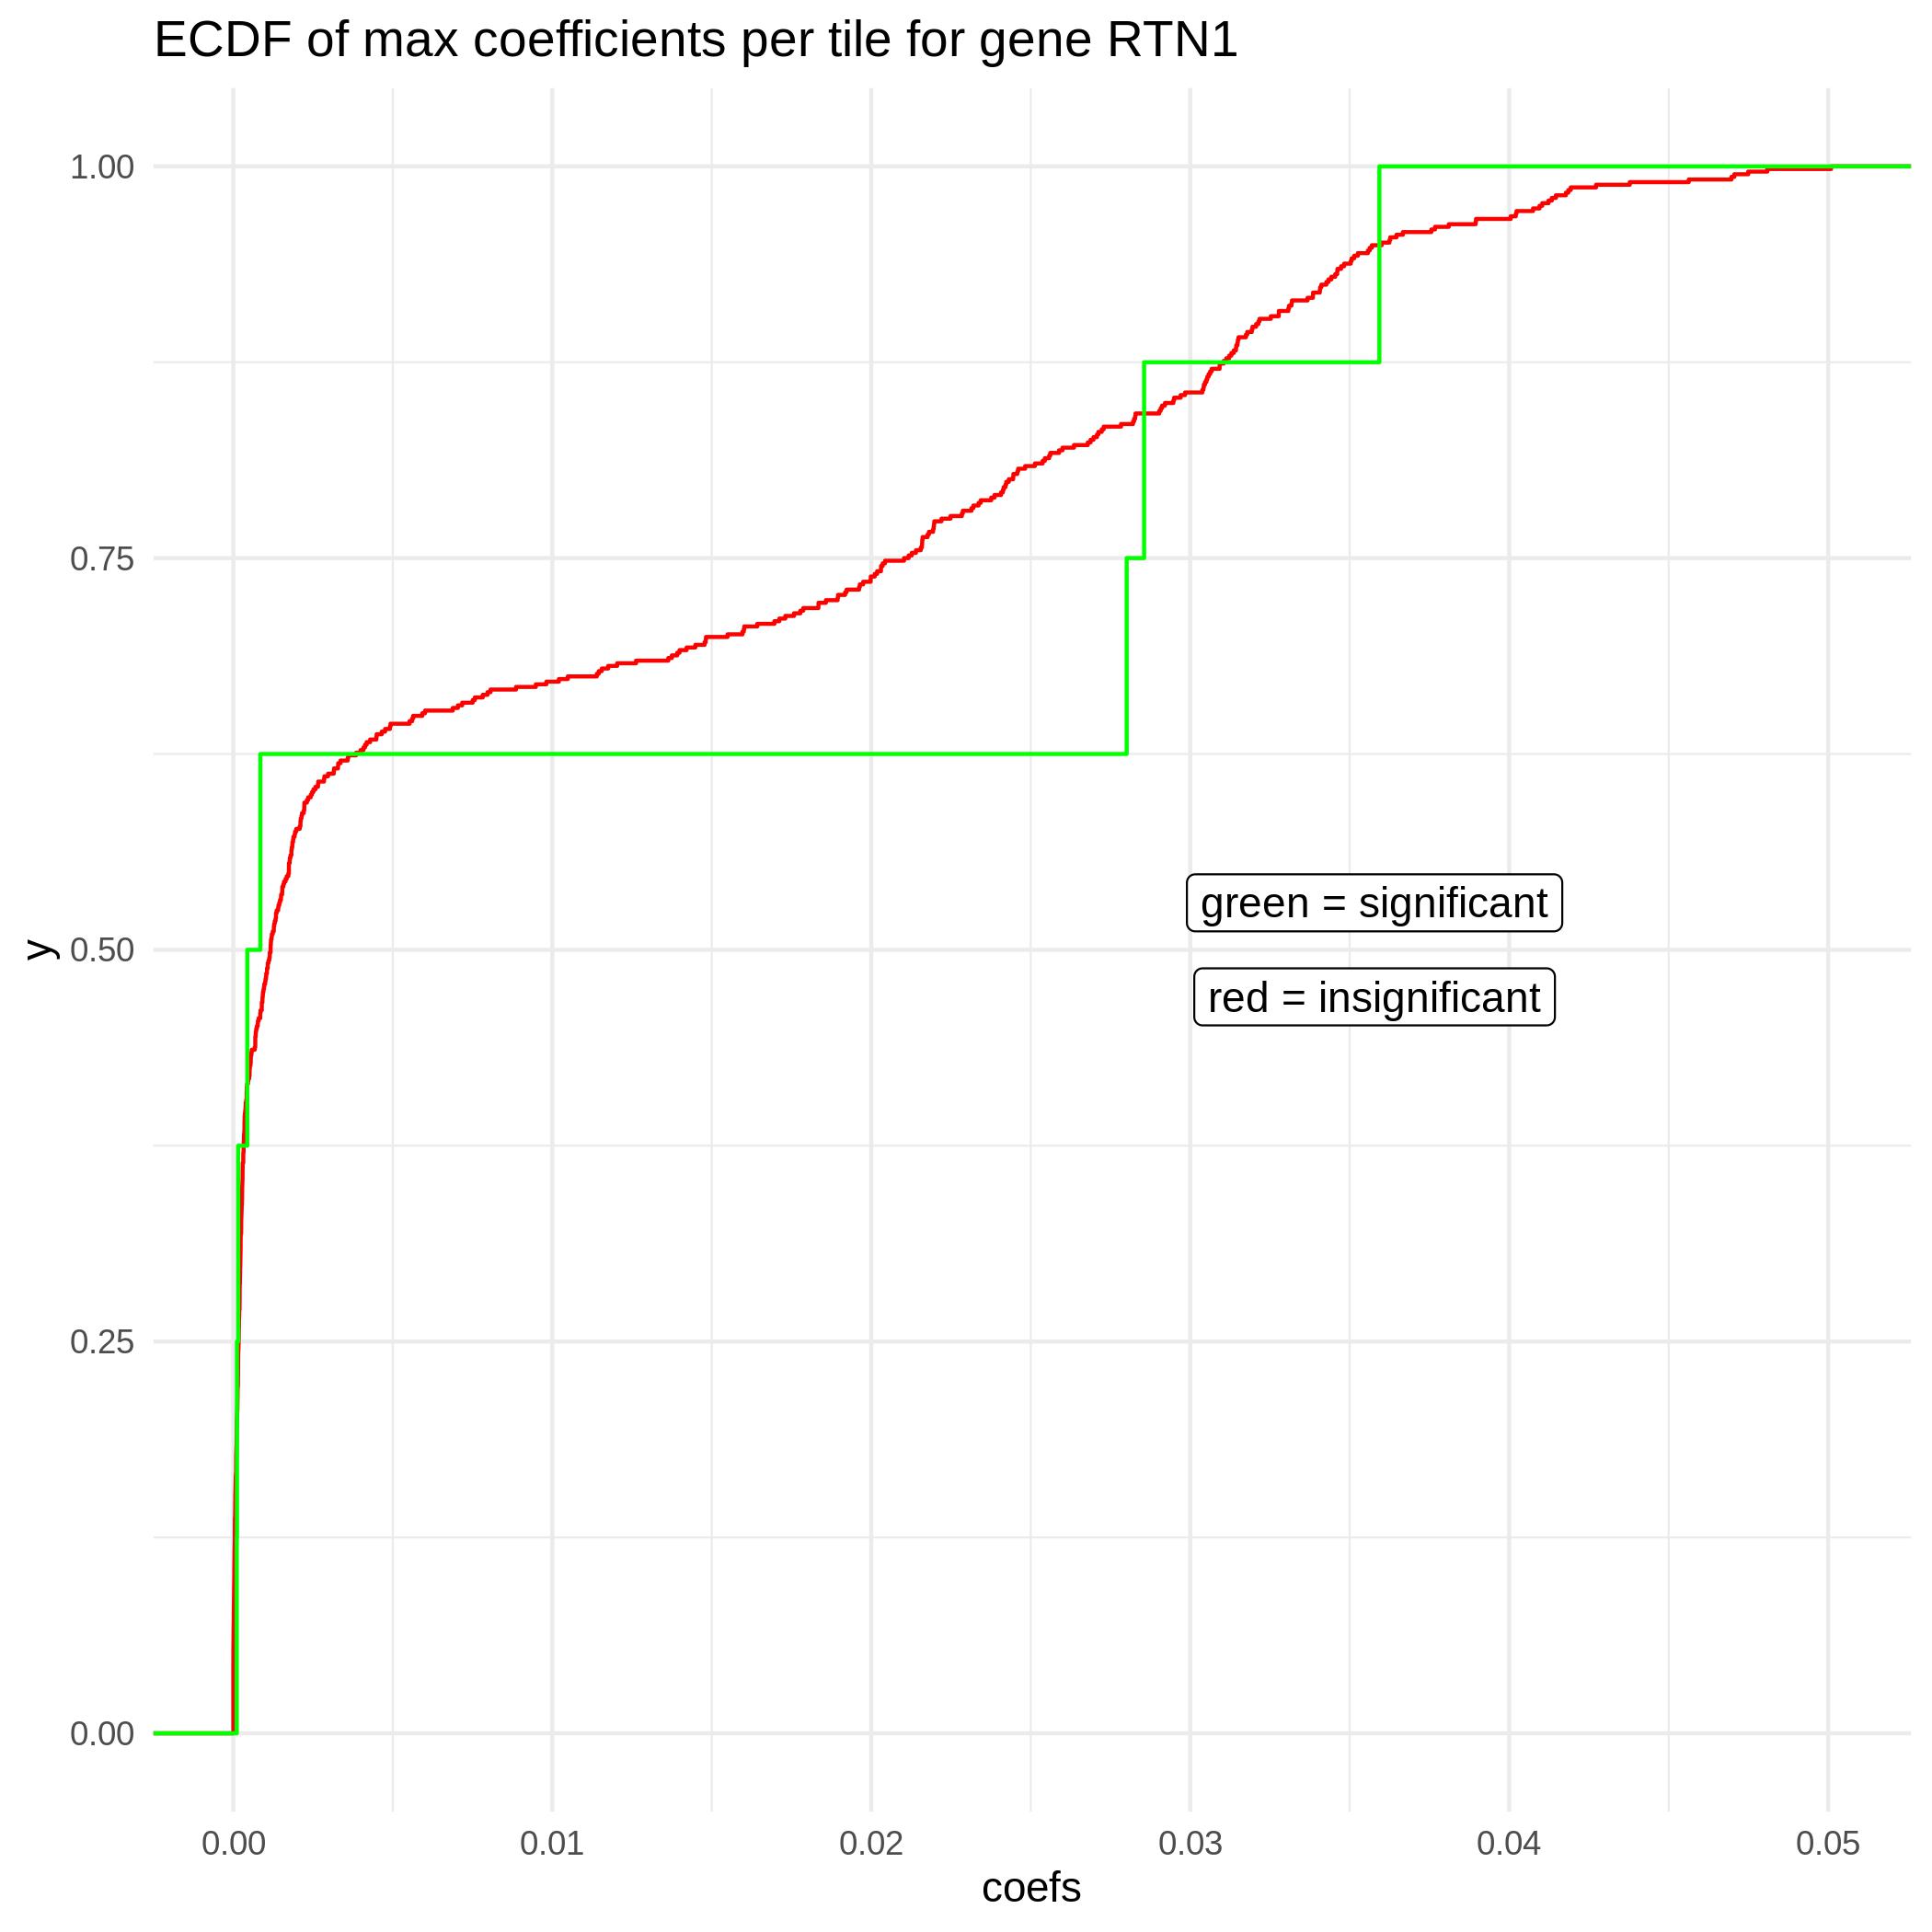 ECDF of max coefficients per tile for gene RTN1
1.00
0.75
0.50
0.25
0.00
y
green = significant
red = insignificant
0.00 0.01 0.02 0.03 0.04 0.05
coefs